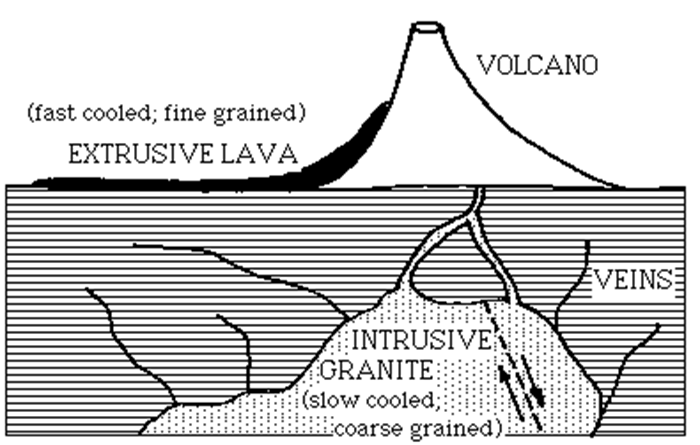 VOLCANO
(fast cooled; fine grained)
EXTRUSIVE LAVA
VEINS
INTRUSIVE
GRANITE
(slow cooled;
coarse grained)